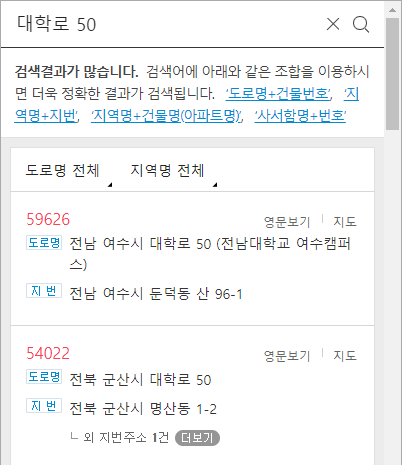 대학로 50
검색결과가 많습니다. 검색어에 아래와 같은 조합을 이용하시
면 더욱 정확한 결과가 검색됩니다. '도로명+건물번호', '지
역명+지번', '지역명+건물명(아파트명)', '사서함명+번호'
도로명 전체 지역명 전체
59626 영문보기 지도
도로명 전남 여수시 대학로 50 (전남대학교 여수캠퍼
스)
지 번 전남 여수시 둔덕동 산 96-1
54022 영문보기 지도
도로명 전북 군산시 대학로 50
지 번 전북 군산시 명산동 1-2
└ 외 지번주소 1건 더보기